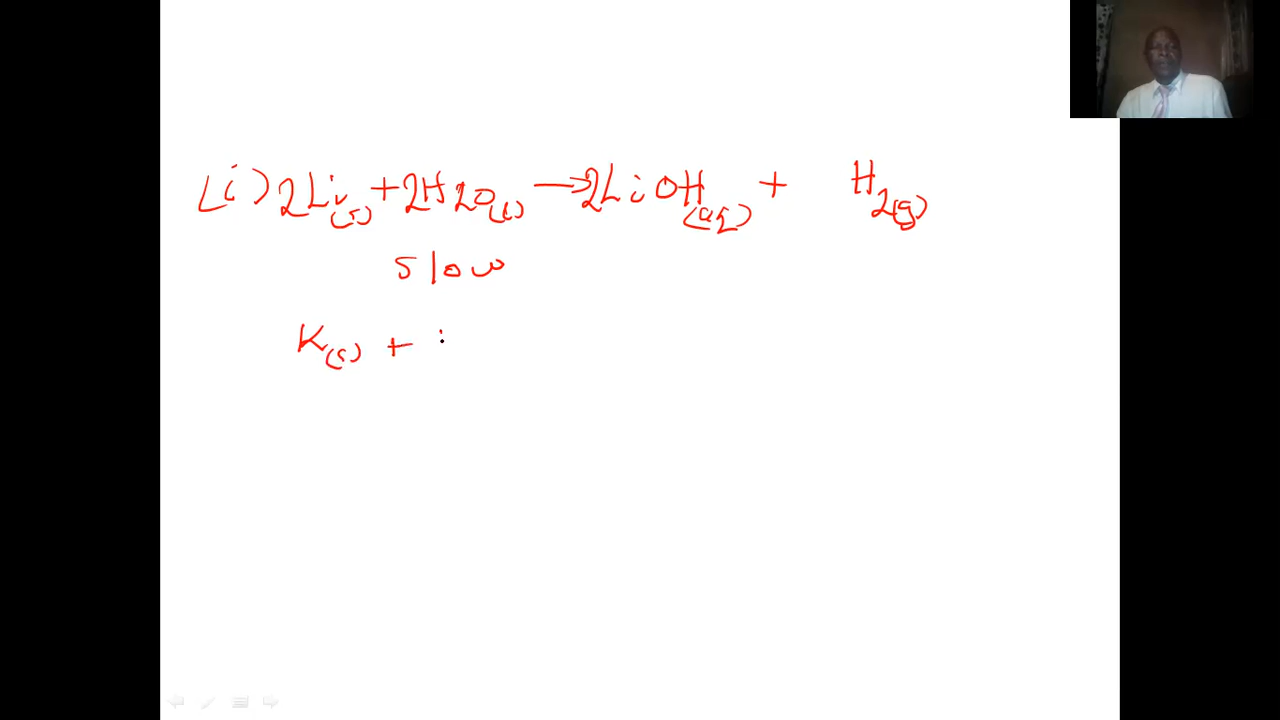 (i) 2Li(s) + 2H2O(l) → 2LiOH(aq) + H2(g)
slow
K(s) +